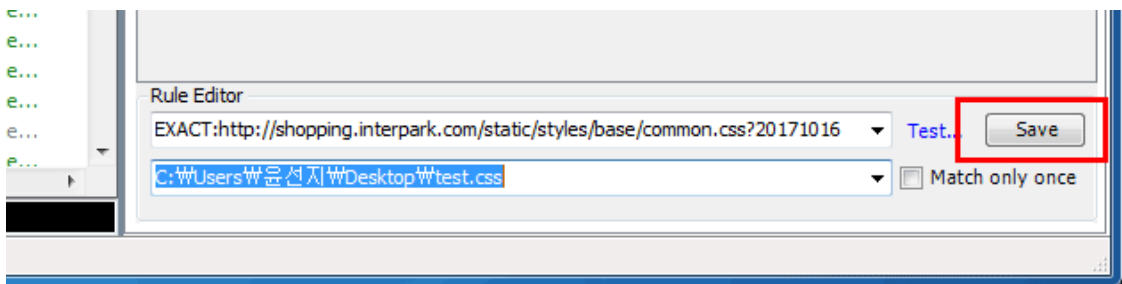 e...
e...
e...
e...
e...
e...
Rule Editor
EXACT:http://shopping.interpark.com/static/styles/base/common.css?20171016
Test...
Save
C:₩Users₩윤선지₩Desktop₩test.css
Match only once